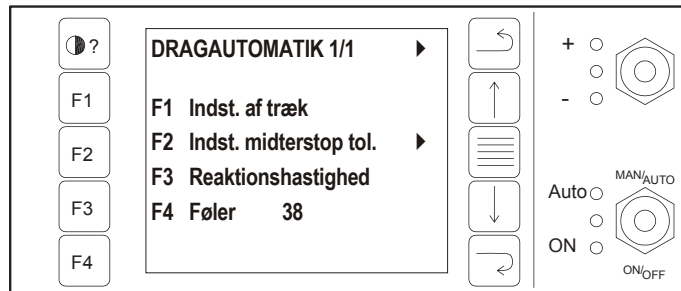 ?
F1
F2
F3
F4
DRAGAUTOMATIK 1/1
F1 Indst. af træk
F2 Indst. midterstop tol.
F3 Reaktionshastighed
F4 Føler 38
+
-
MAN/AUTO
Auto
ON
ON/OFF